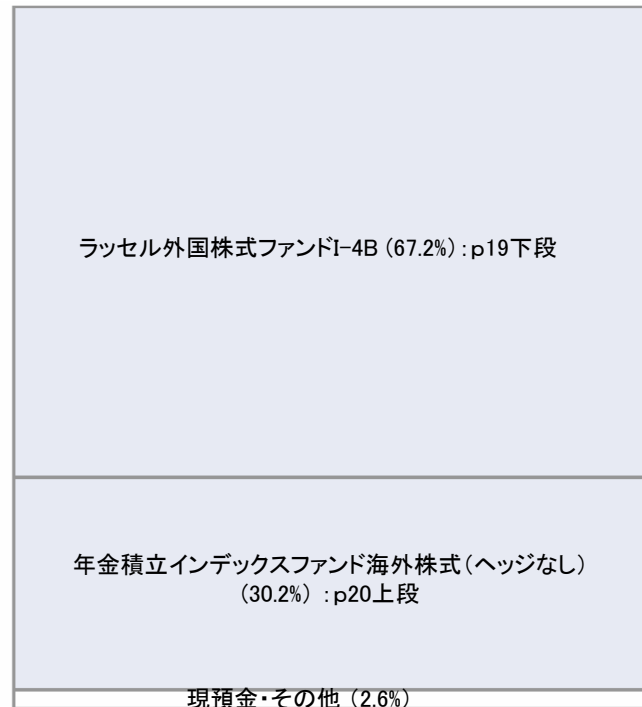 ラッセル外国株式ファンドI-4B (67.2%):p19下段
年金積立インデックスファンド海外株式(ヘッジなし)
(30.2%) :p20上段
現預金・その他 (2.6%)